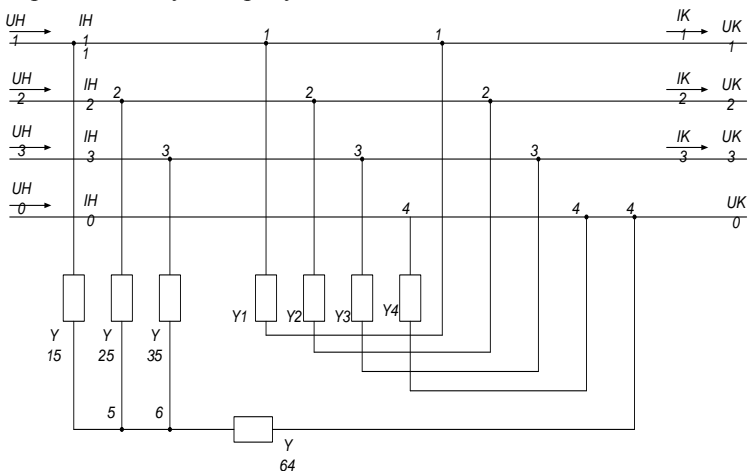 UH 1 IH 1 1 1 1 IK 1 UK 1
UH 2 IH 2 2 2 2 IK 2 UK 2
UH 3 IH 3 3 3 3 IK 3 UK 3
UH 0 IH 0 4 4 4 UK 0
Y1 Y2 Y3 Y4
Y 15 Y 25 Y 35
5 6
Y 64